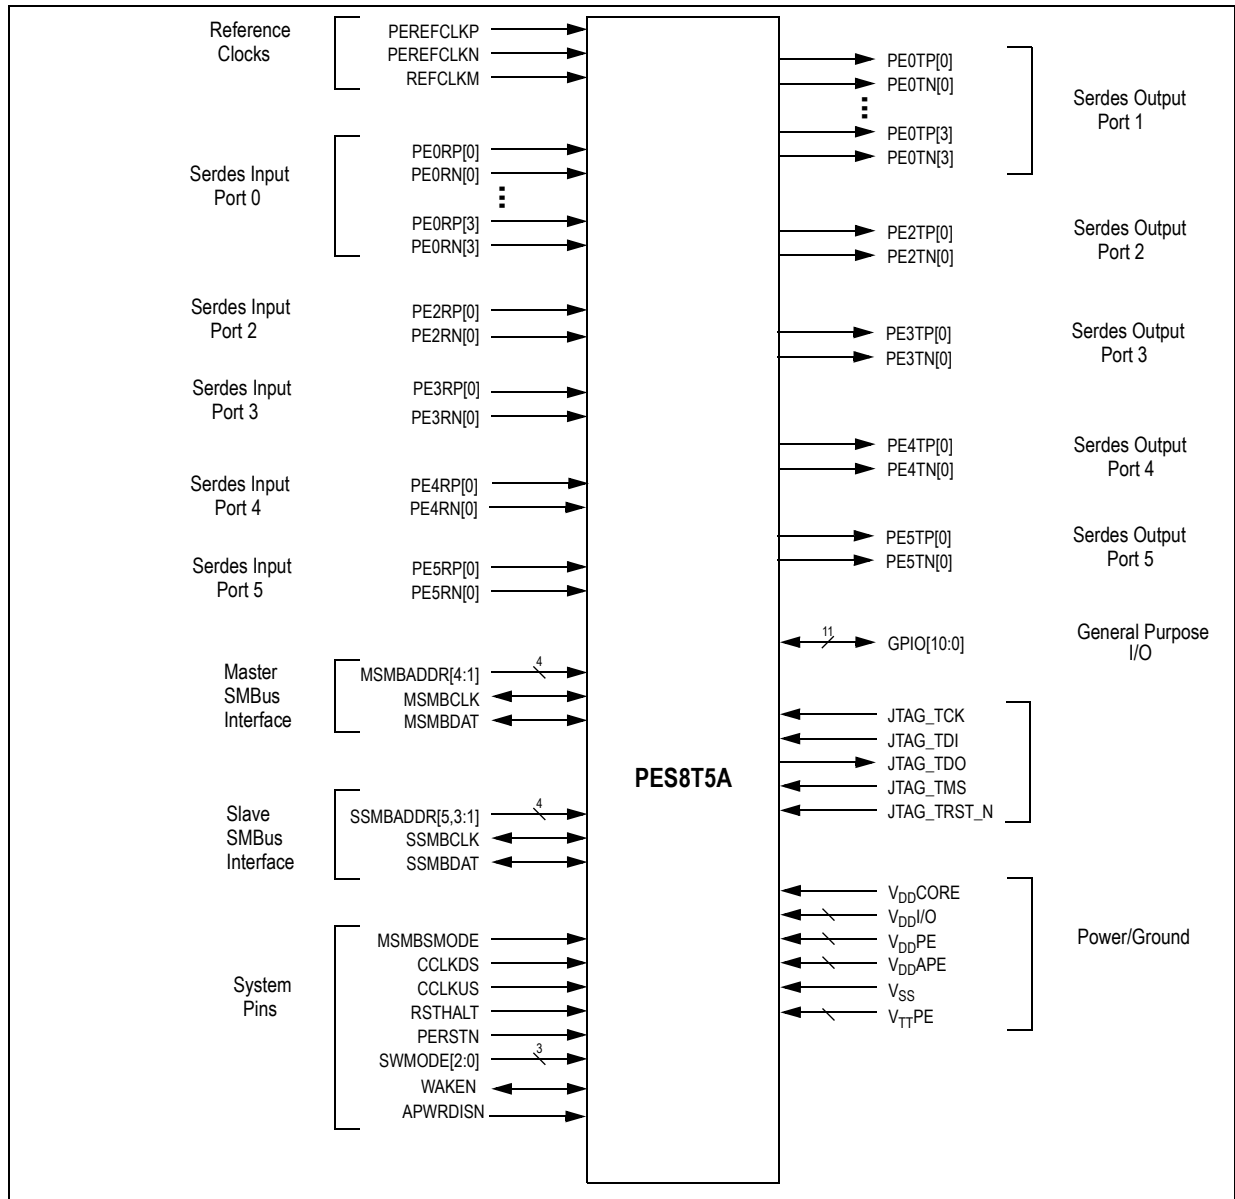 Reference
Clocks
PEREFCLKP
PEREFCLKN
REFCLKM
Serdes Input
Port 0
PE0RP[0]
PE0RN[0]
PE0RP[3]
PE0RN[3]
Serdes Input
Port 2
PE2RP[0]
PE2RN[0]
Serdes Input
Port 3
PE3RP[0]
PE3RN[0]
Serdes Input
Port 4
PE4RP[0]
PE4RN[0]
Serdes Input
Port 5
PE5RP[0]
PE5RN[0]
Master
SMBus
Interface
MSMBADDR[4:1]
4
MSMBCLK
MSMBDAT
Slave
SMBus
Interface
SSMBADDR[5,3:1]
4
SSMBCLK
SSMBDAT
System
Pins
MSMBSMODE
CCLKDS
CCLKUS
RSTHALT
PERSTN
SWMODE[2:0]
3
WAKEN
APWRDISN
PES8T5A
PE0TP[0]
PE0TN[0]
PE0TP[3]
PE0TN[3]
Serdes Output
Port 1
PE2TP[0]
PE2TN[0]
Serdes Output
Port 2
PE3TP[0]
PE3TN[0]
Serdes Output
Port 3
PE4TP[0]
PE4TN[0]
Serdes Output
Port 4
PE5TP[0]
PE5TN[0]
Serdes Output
Port 5
11
GPIO[10:0]
General Purpose
I/O
JTAG_TCK
JTAG_TDI
JTAG_TDO
JTAG_TMS
JTAG_TRST_N
VDDCORE
VDDI/O
VDDPE
VDDAPE
VSS
VTTPE
Power/Ground